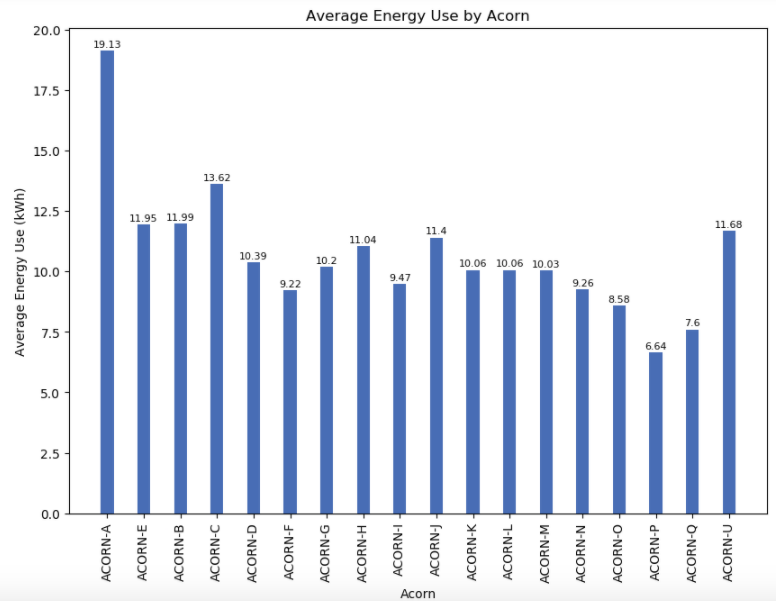 Average Energy Use by Acorn
Average Energy Use (kWh)
20.0
17.5
15.0
12.5
10.0
7.5
5.0
2.5
0.0
19.13
11.95
11.99
13.62
10.39
9.22
10.2
11.04
9.47
11.4
10.06
10.06
10.03
9.26
8.58
6.64
7.6
11.68
ACORN-A
ACORN-E
ACORN-B
ACORN-C
ACORN-D
ACORN-F
ACORN-G
ACORN-H
ACORN-I
ACORN-J
ACORN-K
ACORN-L
ACORN-M
ACORN-N
ACORN-O
ACORN-P
ACORN-Q
ACORN-U
Acorn